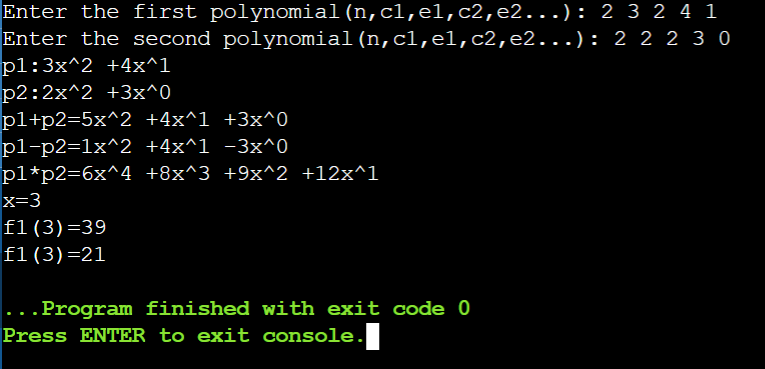 Enter the first polynomial(n,c1,e1,c2,e2...): 2 3 2 4 1
Enter the second polynomial(n,c1,e1,c2,e2...): 2 2 2 3 0
p1:3x^2 +4x^1
p2:2x^2 +3x^0
p1+p2=5x^2 +4x^1 +3x^0
p1-p2=1x^2 +4x^1 -3x^0
p1*p2=6x^4 +8x^3 +9x^2 +12x^1
x=3
f1(3)=39
f1(3)=21
...Program finished with exit code 0
Press ENTER to exit console.